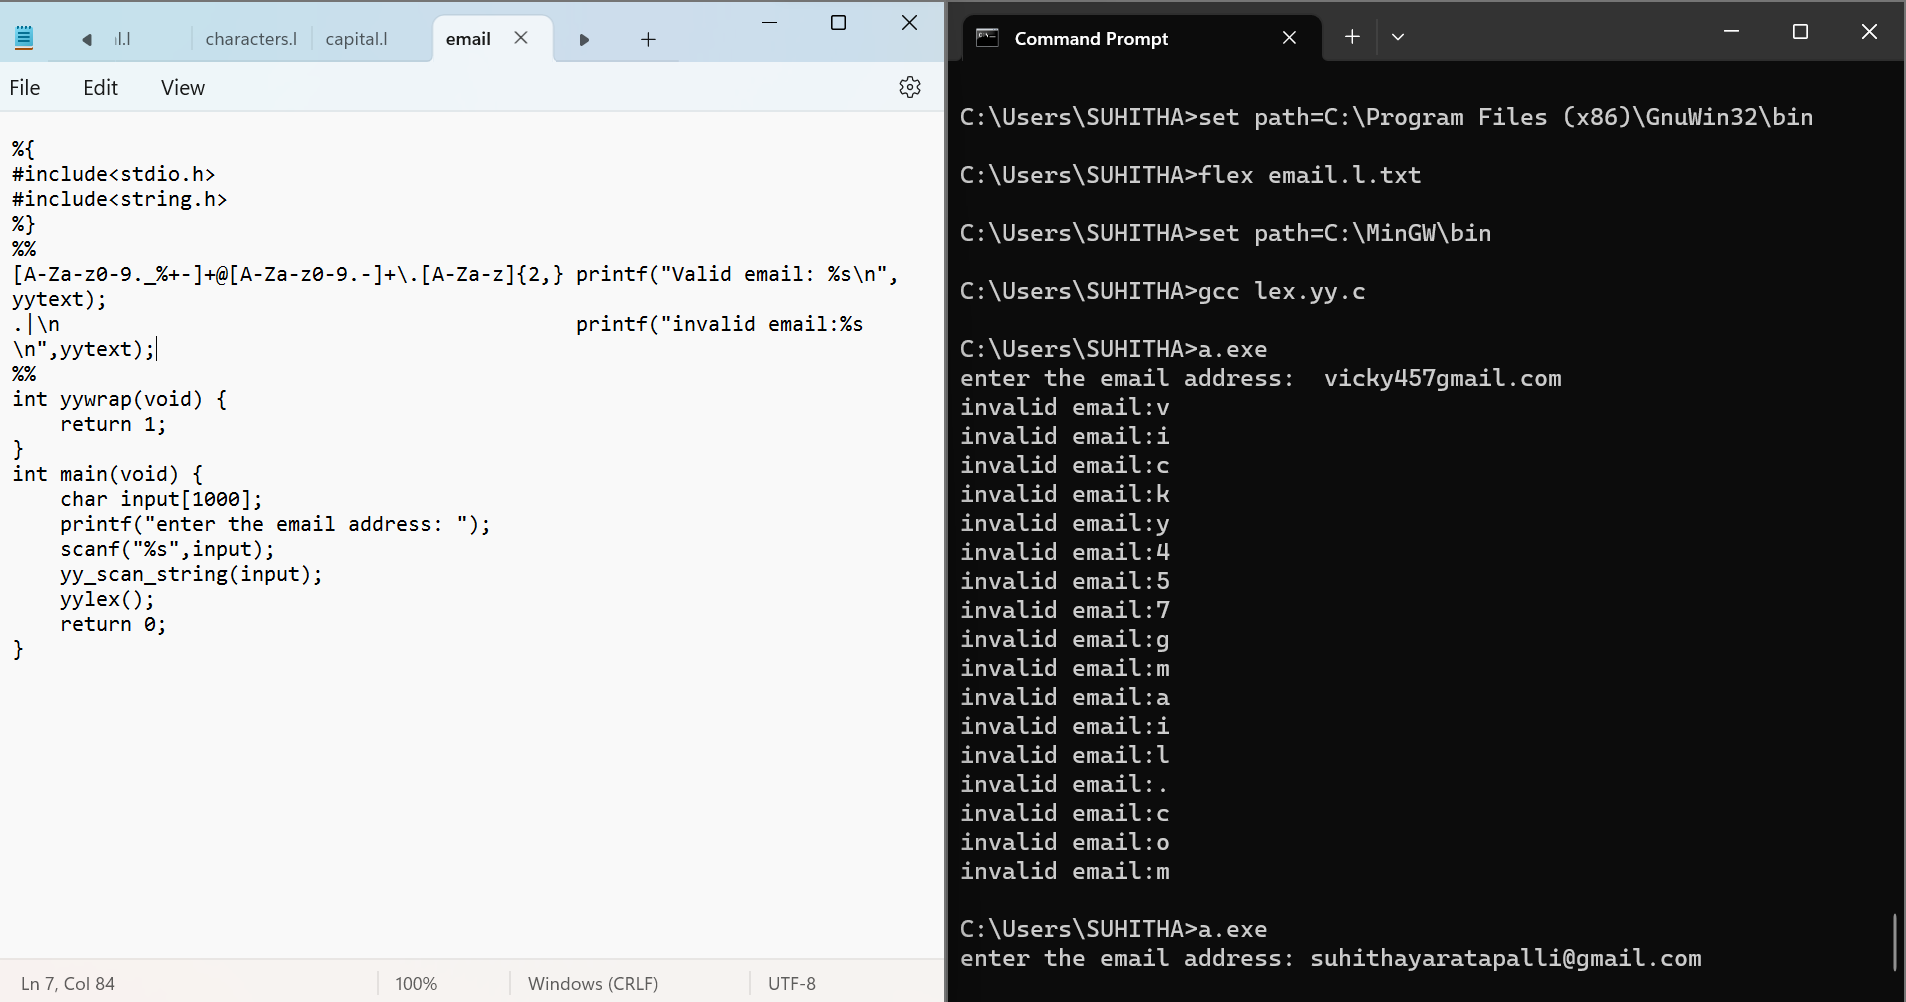 .l characters.l capital.l email
File Edit View
%{
#include<stdio.h>
#include<string.h>
%}
%%
[A-Za-z0-9._%+-]+@[A-Za-z0-9.-]+\.[A-Za-z]{2,} printf("Valid email: %s\n",
yytext);
.|\n printf("invalid email:%s
\n",yytext);
%%
int yywrap(void) {
    return 1;
}
int main(void) {
    char input[1000];
    printf("enter the email address: ");
    scanf("%s",input);
    yy_scan_string(input);
    yylex();
    return 0;
}
Ln 7, Col 84 100% Windows (CRLF) UTF-8
Command Prompt
C:\Users\SUHITHA>set path=C:\Program Files (x86)\GnuWin32\bin
C:\Users\SUHITHA>flex email.l.txt
C:\Users\SUHITHA>set path=C:\MinGW\bin
C:\Users\SUHITHA>gcc lex.yy.c
C:\Users\SUHITHA>a.exe
enter the email address:  vicky457gmail.com
invalid email:v
invalid email:i
invalid email:c
invalid email:k
invalid email:y
invalid email:4
invalid email:5
invalid email:7
invalid email:g
invalid email:m
invalid email:a
invalid email:i
invalid email:l
invalid email:.
invalid email:c
invalid email:o
invalid email:m
C:\Users\SUHITHA>a.exe
enter the email address: suhithayaratapalli@gmail.com